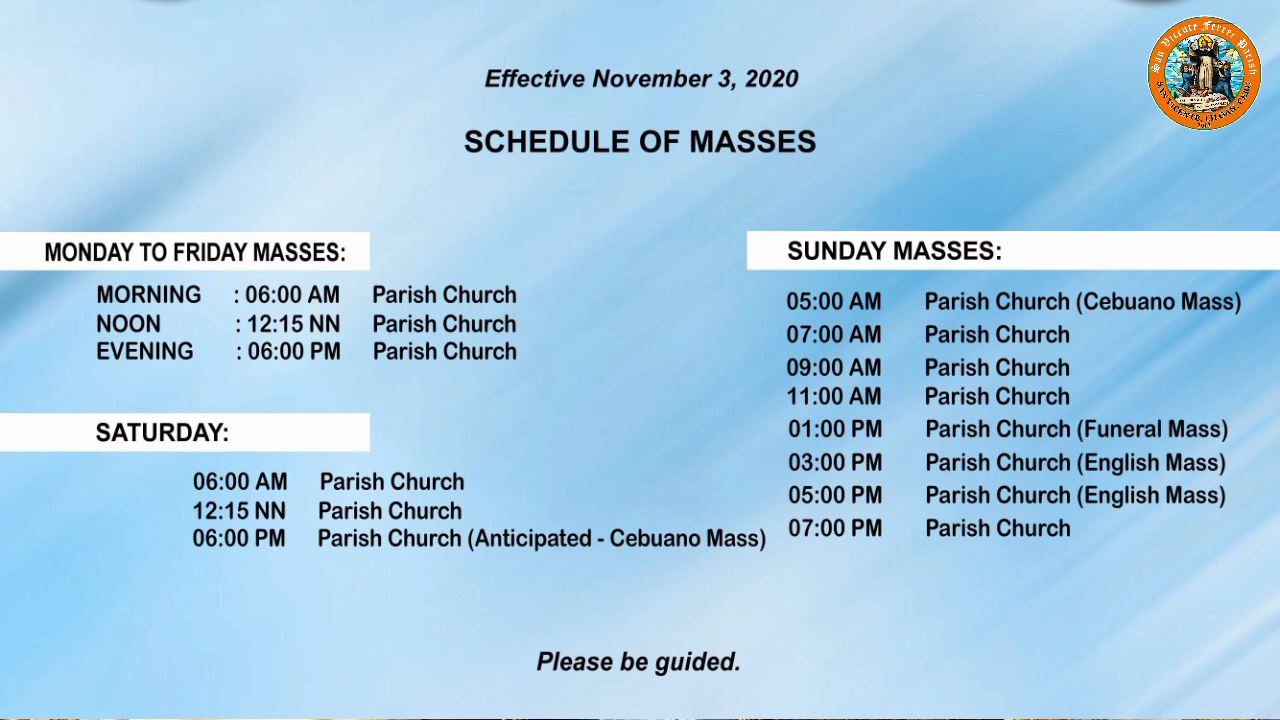 San Vicente Ferrer Parish
Effective November 3, 2020
SCHEDULE OF MASSES
MONDAY TO FRIDAY MASSES:
MORNING : 06:00 AM Parish Church
NOON : 12:15 NN Parish Church
EVENING : 06:00 PM Parish Church
SATURDAY:
06:00 AM Parish Church
12:15 NN Parish Church
06:00 PM Parish Church (Anticipated - Cebuano Mass)
SUNDAY MASSES:
05:00 AM Parish Church (Cebuano Mass)
07:00 AM Parish Church
09:00 AM Parish Church
11:00 AM Parish Church
01:00 PM Parish Church (Funeral Mass)
03:00 PM Parish Church (English Mass)
05:00 PM Parish Church (English Mass)
07:00 PM Parish Church
Please be guided.